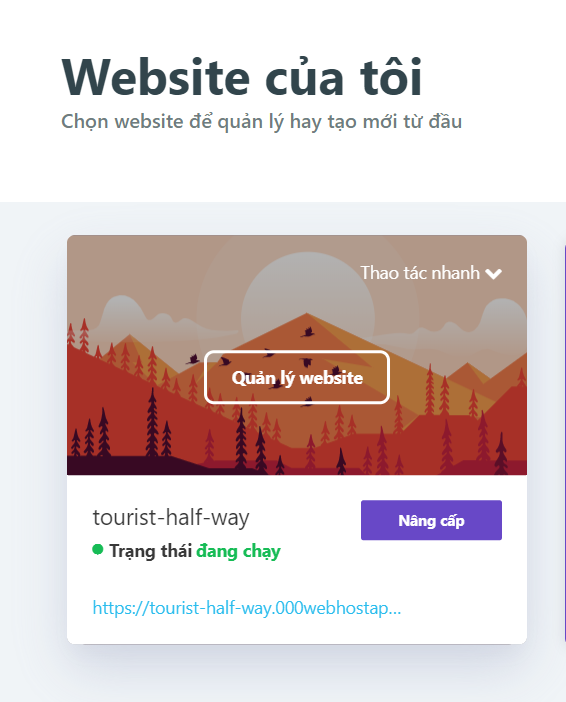 Website của tôi
Chọn website để quản lý hay tạo mới từ đầu
Thao tác nhanh
Quản lý website
tourist-half-way
Nâng cấp
Trạng thái đang chạy
https://tourist-half-way.000webhostap...